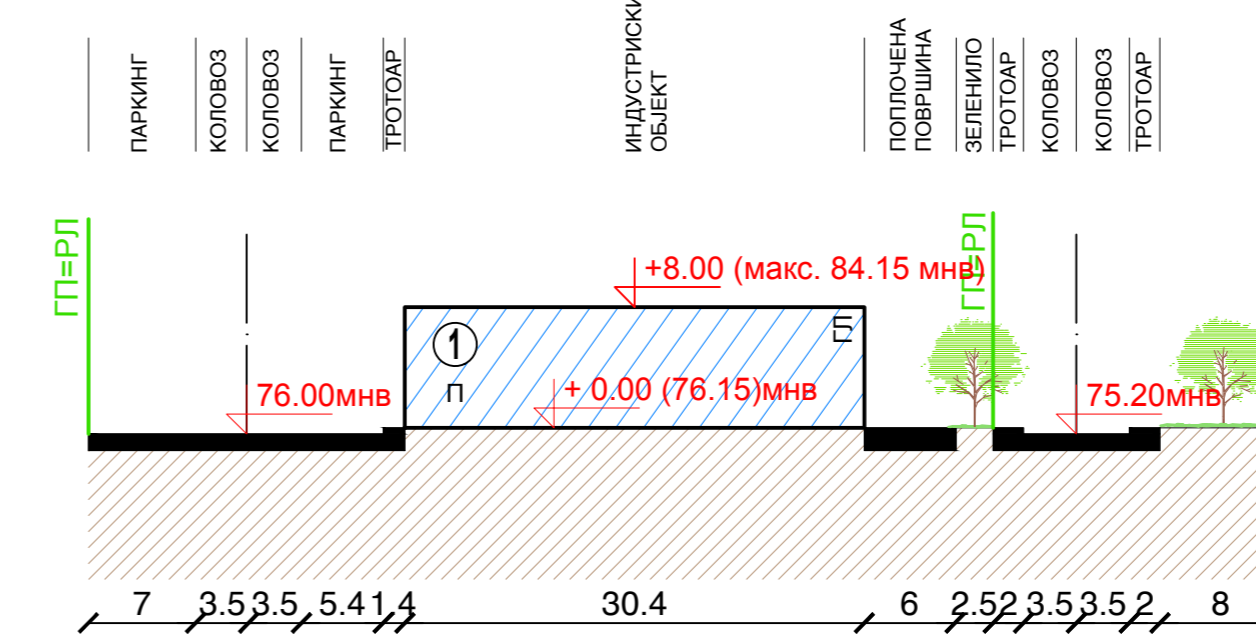 ПАРКИНГ
КОЛОВОЗ
КОЛОВОЗ
ПАРКИНГ
ТРОТОАР
ИНДУСТРИСКИ
ОБЈЕКТ
ПОПЛОЧЕНА
ПОВРШИНА
ЗЕЛЕНИЛО
ТРОТОАР
КОЛОВОЗ
КОЛОВОЗ
ТРОТОАР
ГП=РЛ
ГП=РЛ
+8.00 (макс. 84.15 мнв)
1
П
Б
76.00мнв
+ 0.00 (76.15)мнв
75.20мнв
7 3.5 3.5 5.4 1.4 30.4 6 2.5 2 3.5 3.5 2 8